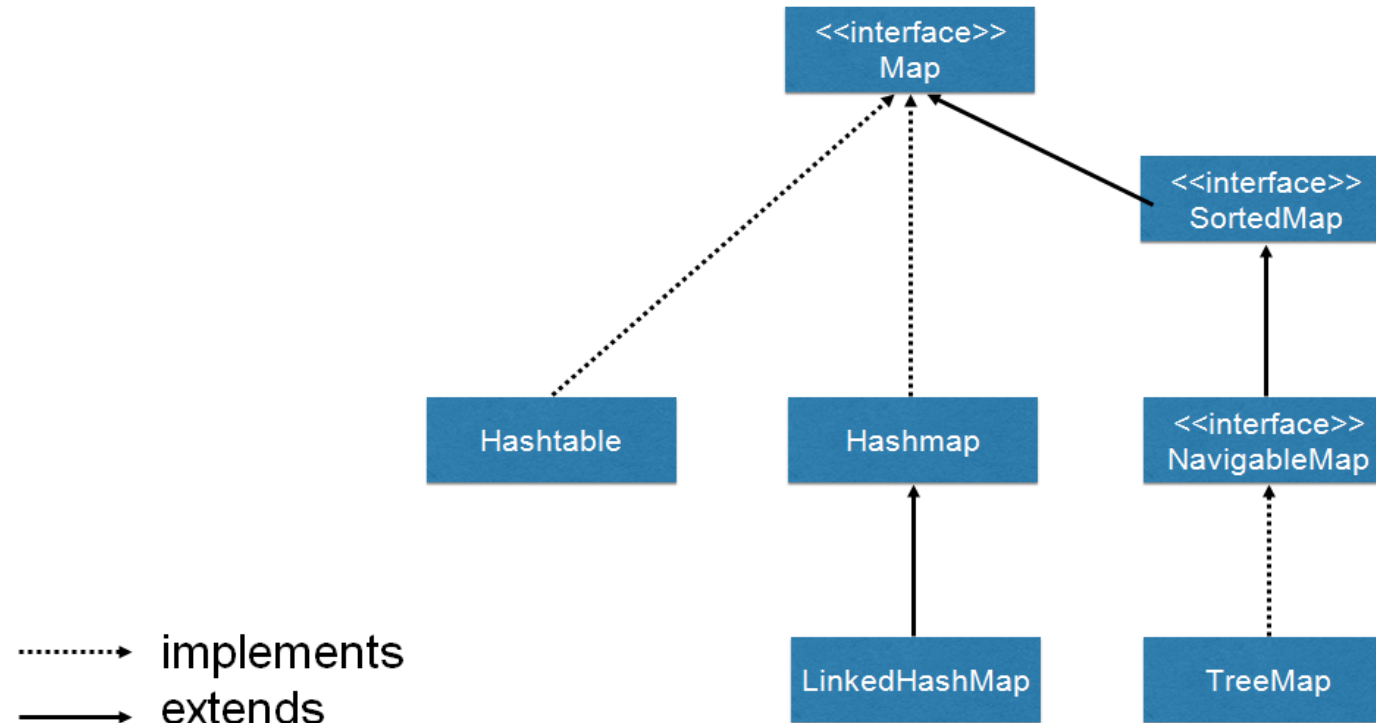 <<interface>>
Map
<<interface>>
SortedMap
Hashtable
Hashmap
<<interface>>
NavigableMap
LinkedHashMap
TreeMap
implements
extends